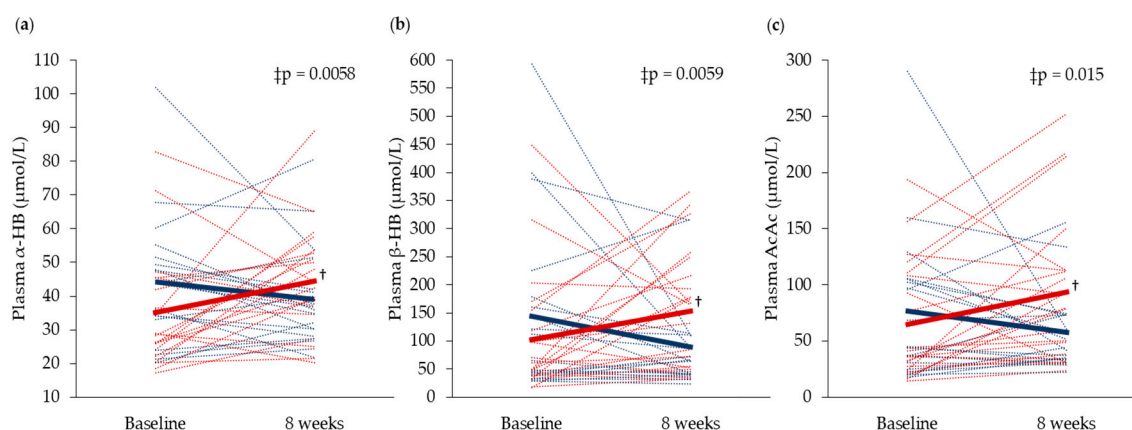 (a)
‡p = 0.0058
Plasma α-HB (µmol/L)
110
100
90
80
70
60
50
40
30
20
10
†
Baseline
8 weeks
(b)
‡p = 0.0059
Plasma β-HB (µmol/L)
600
550
500
450
400
350
300
250
200
150
100
50
0
†
Baseline
8 weeks
(c)
‡p = 0.015
Plasma AcAc (µmol/L)
300
250
200
150
100
50
0
†
Baseline
8 weeks